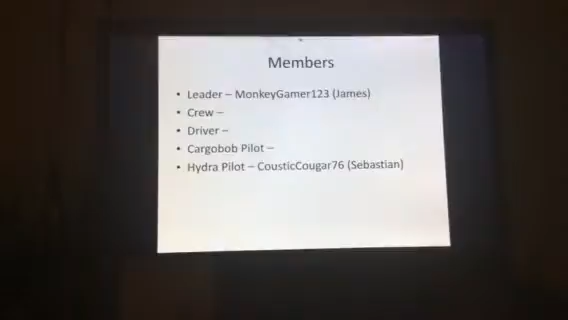 Members
• Leader – MonkeyGamer123 (James)
• Crew –
• Driver –
• Cargobob Pilot –
• Hydra Pilot – CousticCougar76 (Sebastian)